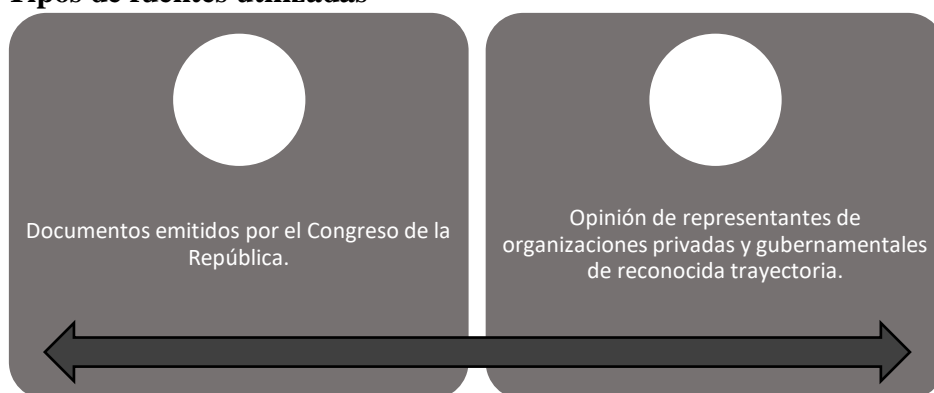 Tipos de fuentes utilizadas
Documentos emitidos por el Congreso de la
República.
Opinión de representantes de
organizaciones privadas y gubernamentales
de reconocida trayectoria.